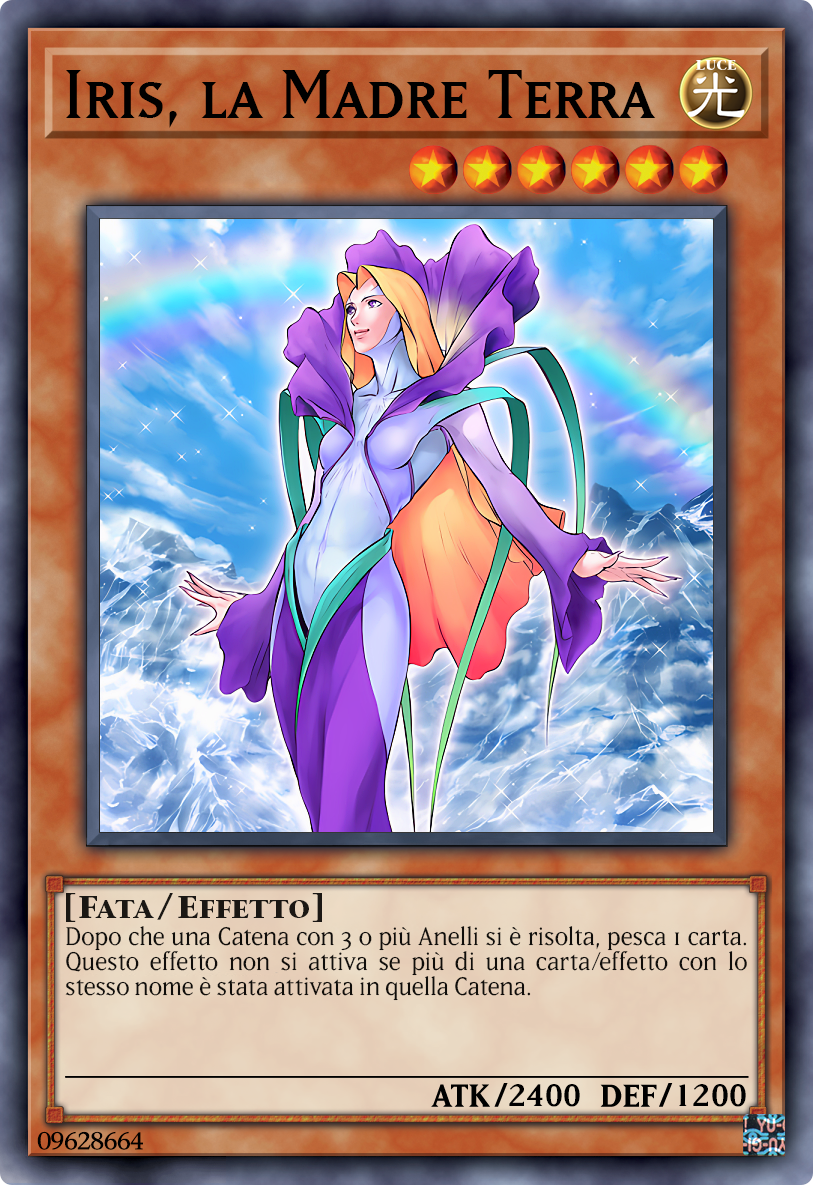 Iris, la Madre Terra
LUCE
光
[Fata/Effetto]
Dopo che una Catena con 3 o più Anelli si è risolta, pesca 1 carta.
Questo effetto non si attiva se più di una carta/effetto con lo
stesso nome è stata attivata in quella Catena.
ATK/2400 DEF/1200
09628664